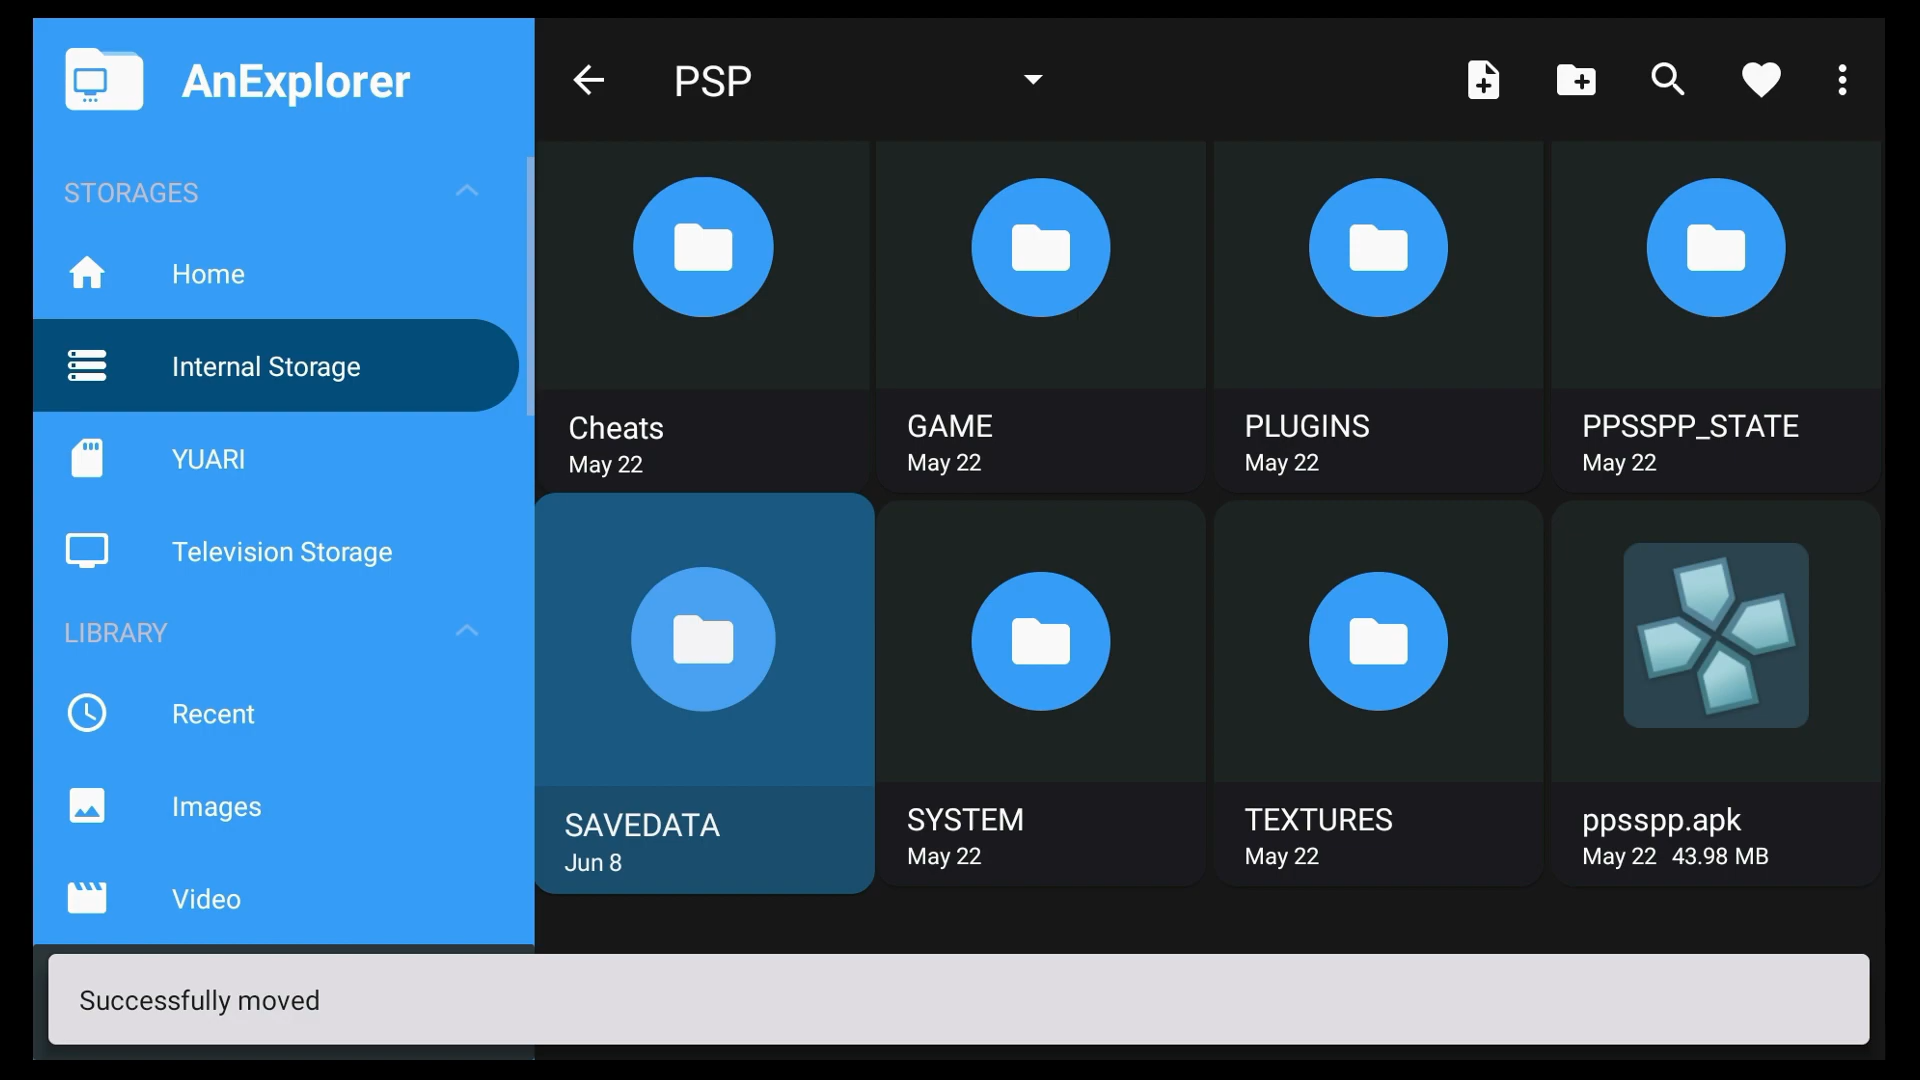 AnExplorer
PSP
STORAGES
Home
Internal Storage
YUARI
Television Storage
LIBRARY
Recent
Images
Video
Cheats
May 22
GAME
May 22
PLUGINS
May 22
PPSSPP_STATE
May 22
SAVEDATA
Jun 8
SYSTEM
May 22
TEXTURES
May 22
ppsspp.apk
May 22 43.98 MB
Successfully moved